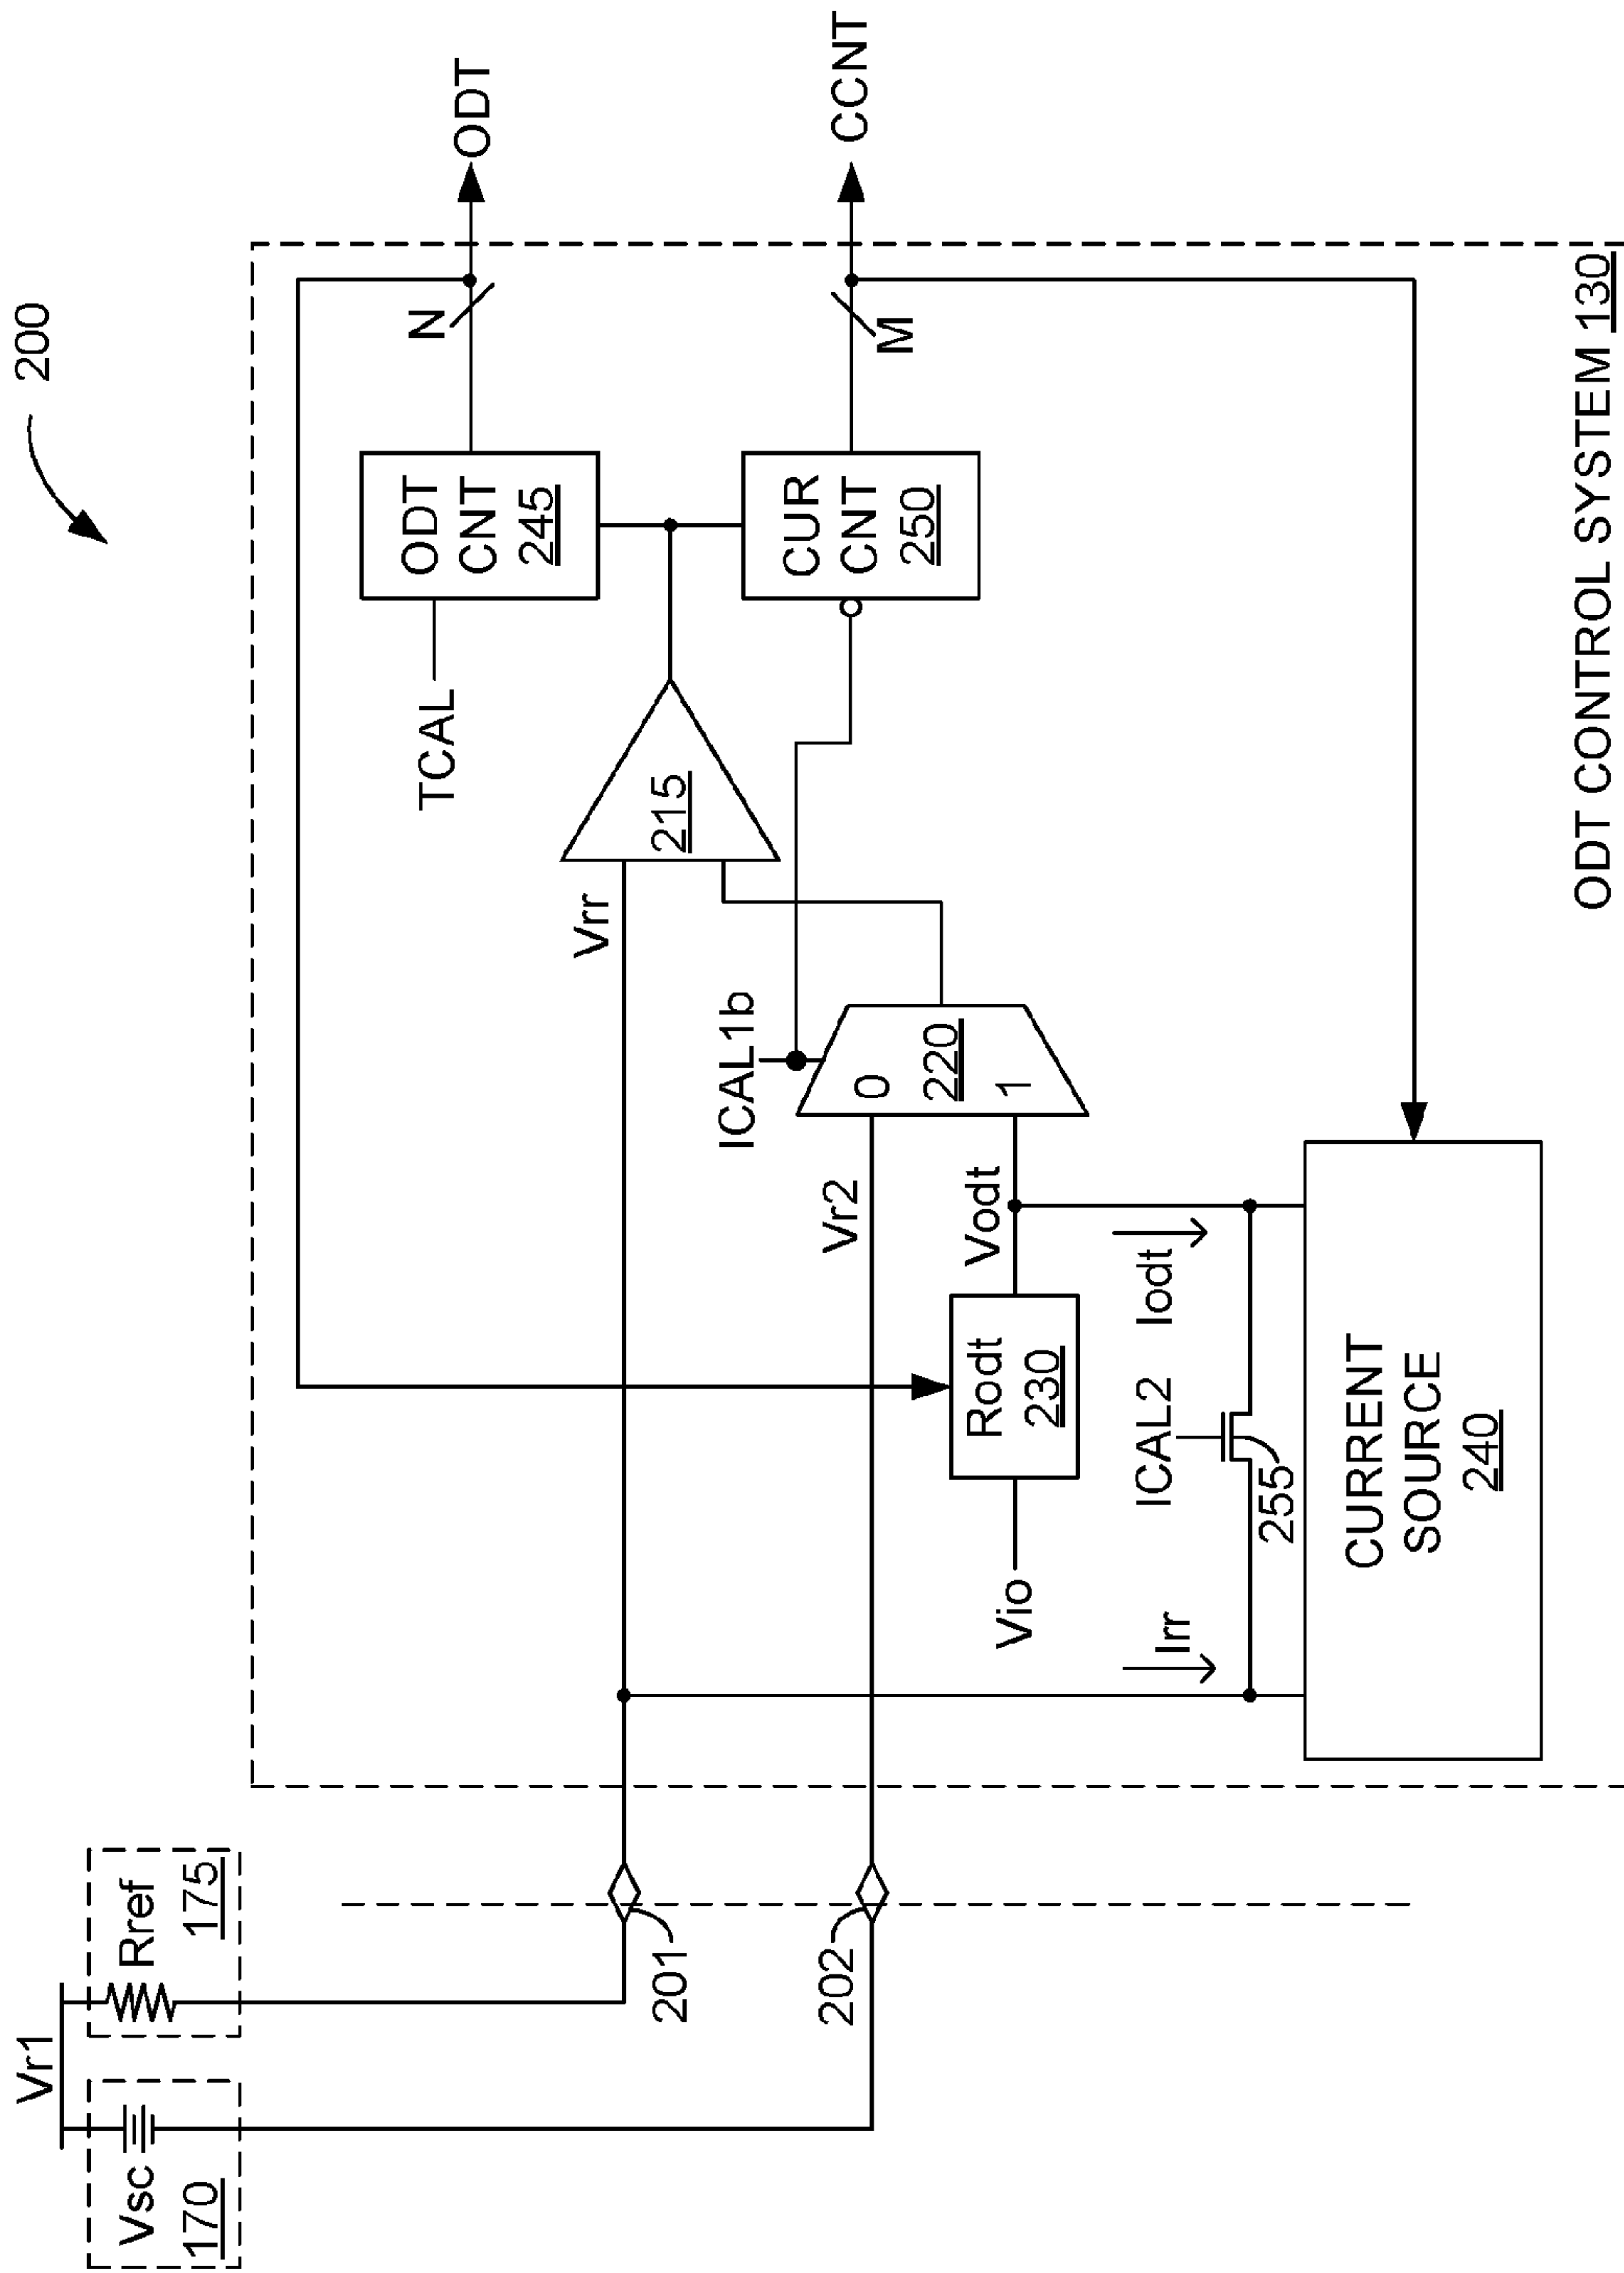 200
Vr1
Vsc
170
Rref
175
201
202
Vrr
Vr2
ICAL1b
0
220
1
215
TCAL
ODT
CNT
245
CUR
CNT
250
N
M
ODT
CCNT
Vio
Rodt
230
Vodt
Irr
ICAL2
255
Iodt
CURRENT
SOURCE
240
ODT CONTROL SYSTEM 130